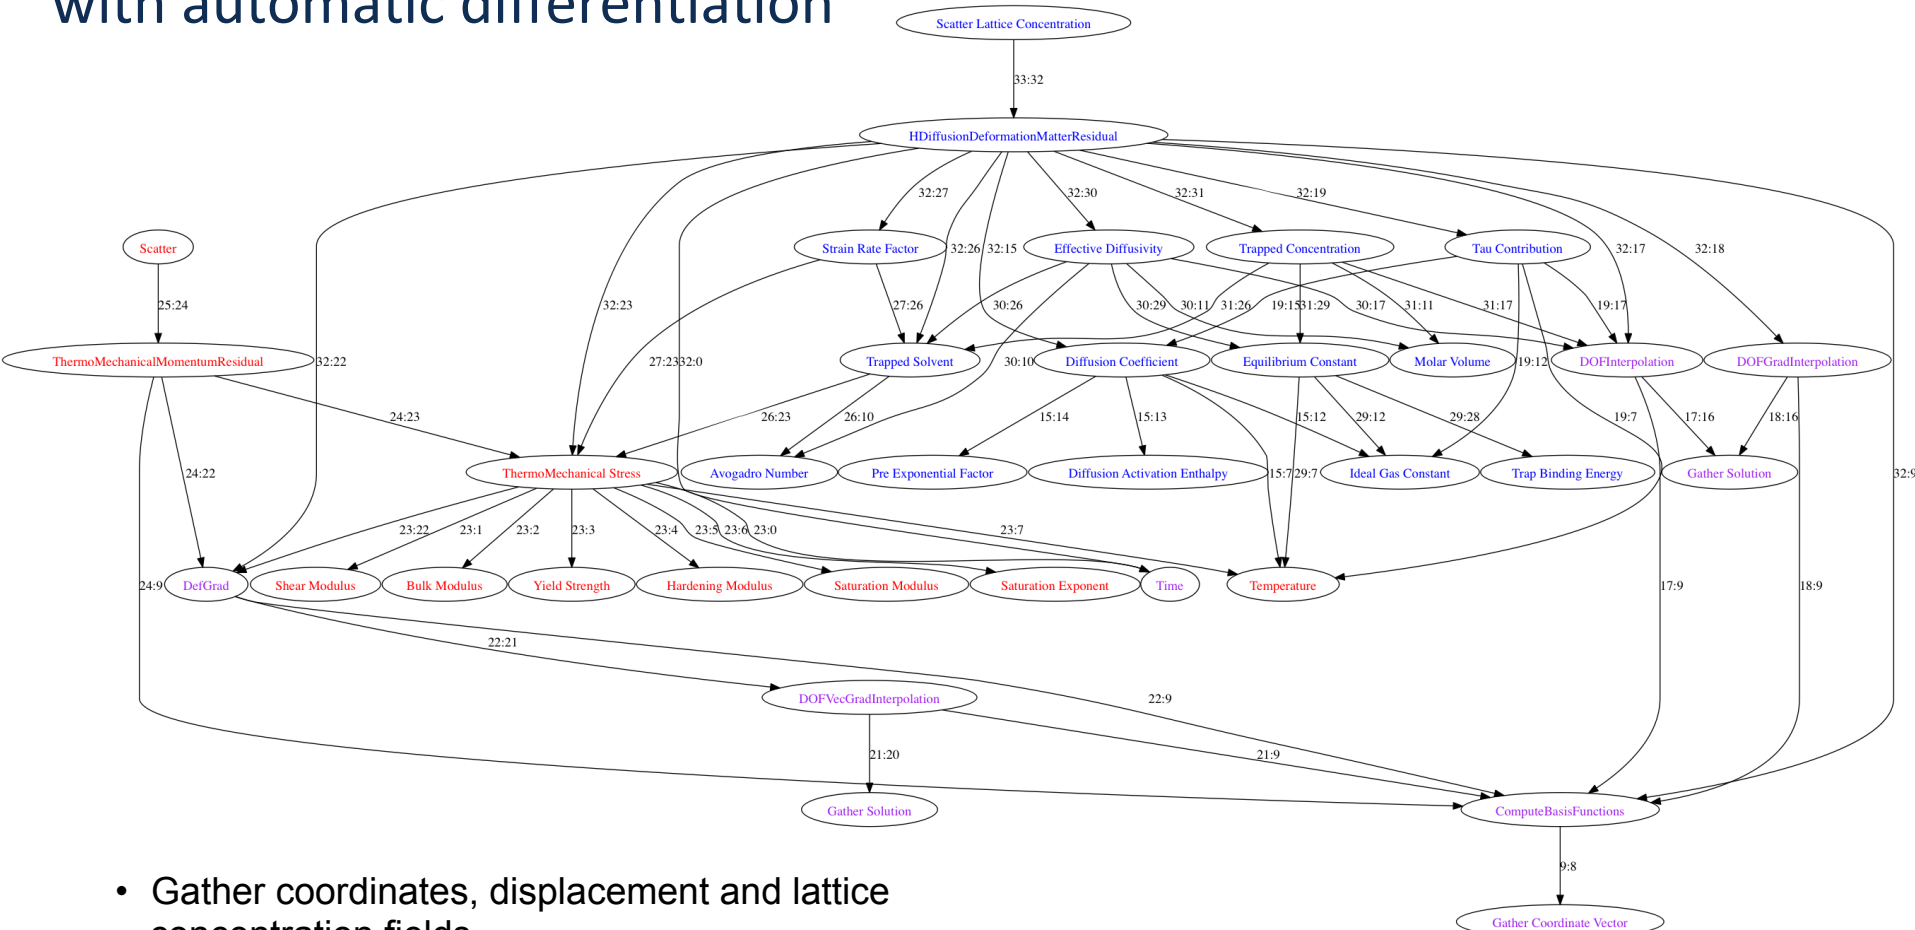 with automatic differentiation
Scatter Lattice Concentration
33:32
HDiffusionDeformationMatterResidual
32:27
32:30
32:31
32:19
Scatter
Strain Rate Factor
32:26
32:15
Effective Diffusivity
Trapped Concentration
Tau Contribution
32:17
32:18
25:24
32:23
27:26
30:26
30:29
30:11
31:26
19:15
31:29
30:17
31:11
31:17
19:17
ThermoMechanicalMomentumResidual
32:22
27:23
32:0
Trapped Solvent
30:10
Diffusion Coefficient
Equilibrium Constant
Molar Volume
19:12
DOFInterpolation
DOFGradInterpolation
24:23
26:23
26:10
15:14
15:13
15:12
29:12
29:28
19:7
17:16
18:16
24:22
ThermoMechanical Stress
Avogadro Number
Pre Exponential Factor
Diffusion Activation Enthalpy
15:7
29:7
Ideal Gas Constant
Trap Binding Energy
Gather Solution
32:9
23:22
23:1
23:2
23:3
23:4
23:5
23:6
23:0
23:7
24:9
DefGrad
Shear Modulus
Bulk Modulus
Yield Strength
Hardening Modulus
Saturation Modulus
Saturation Exponent
Time
Temperature
17:9
18:9
22:21
DOFVecGradInterpolation
22:9
21:20
21:9
Gather Solution
ComputeBasisFunctions
9:8
Gather Coordinate Vector
• Gather coordinates, displacement and lattice
concentration fields